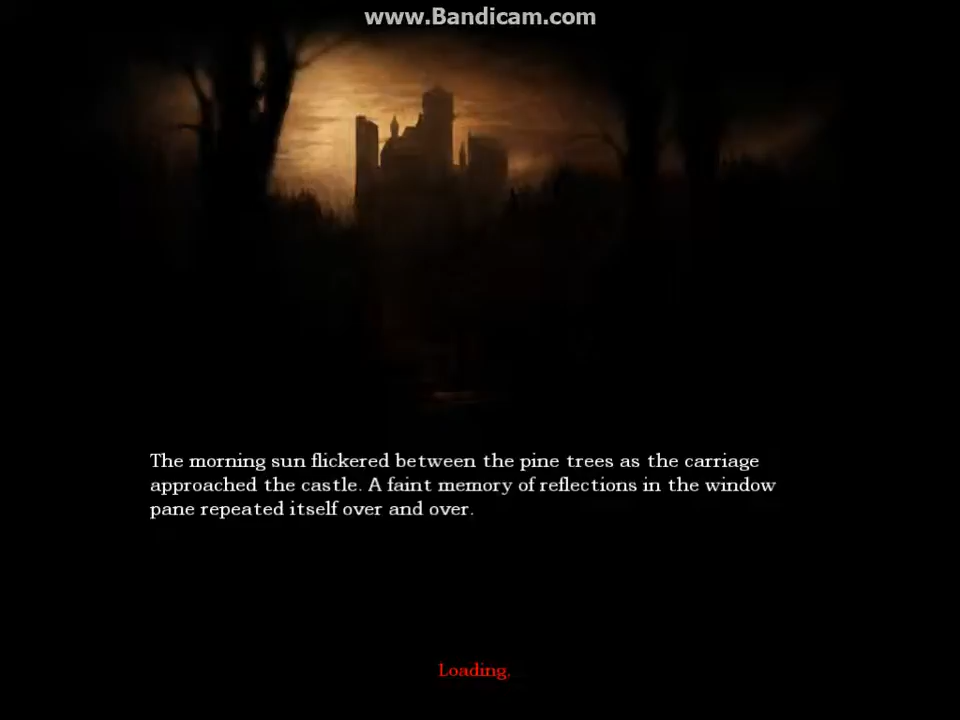 www.Bandicam.com
The morning sun flickered between the pine trees as the carriage
approached the castle. A faint memory of reflections in the window
pane repeated itself over and over.
Loading.